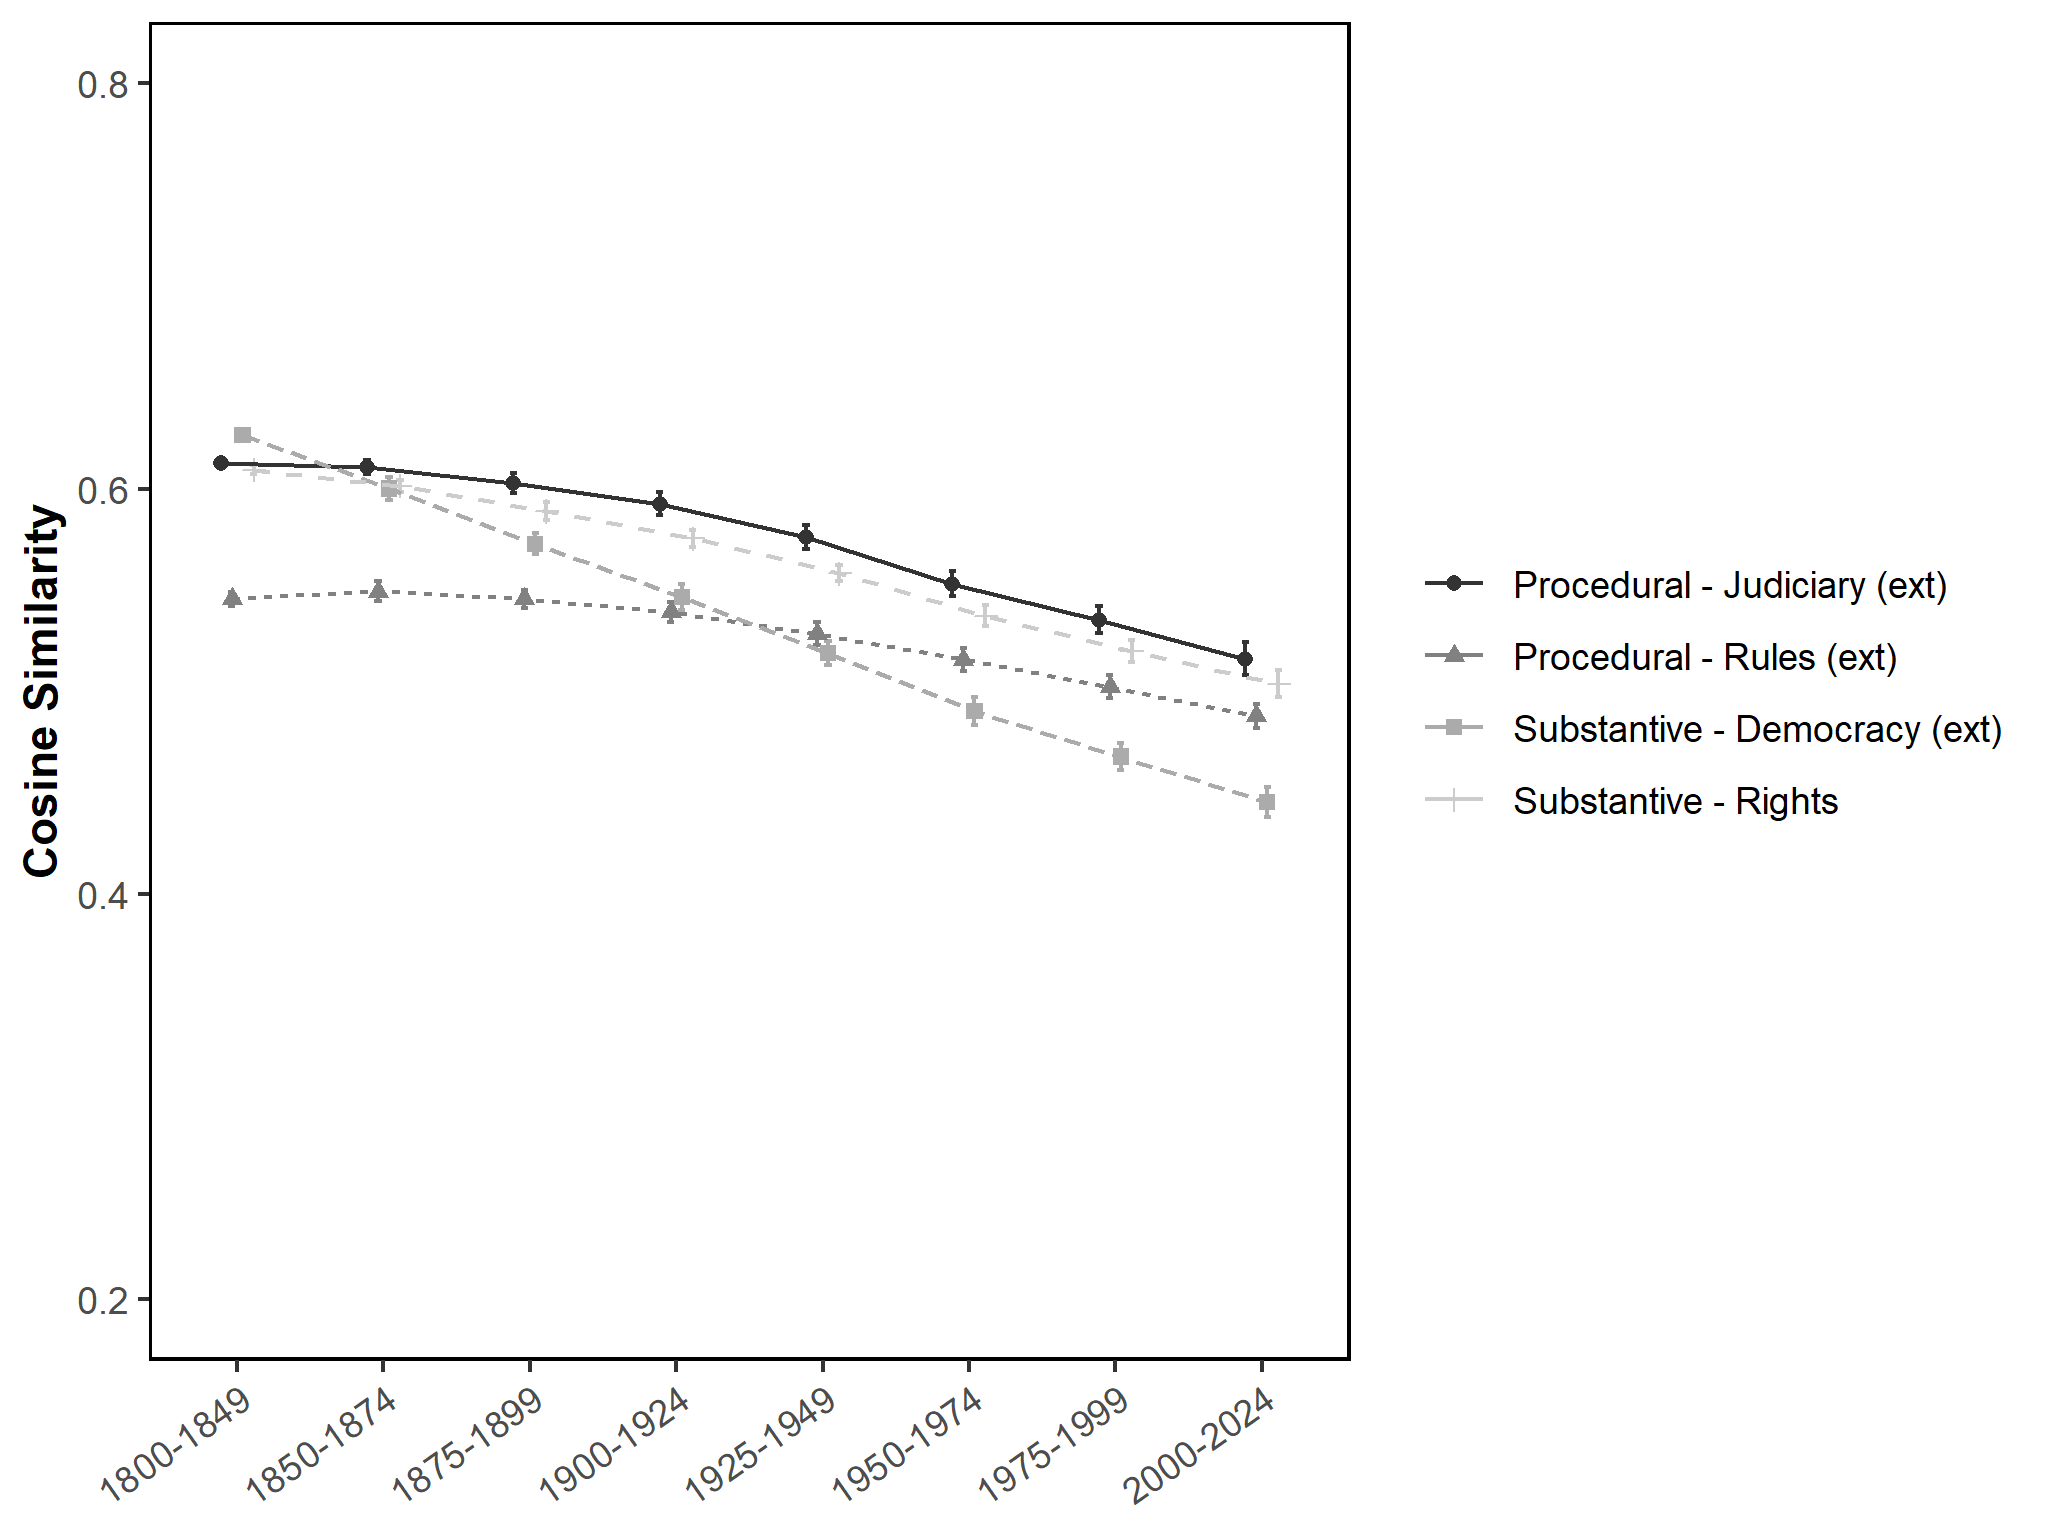 Cosine Similarity
0.8
0.6
0.4
0.2
1800-1849
1850-1874
1875-1899
1900-1924
1925-1949
1950-1974
1975-1999
2000-2024
Procedural - Judiciary (ext)
Procedural - Rules (ext)
Substantive - Democracy (ext)
Substantive - Rights